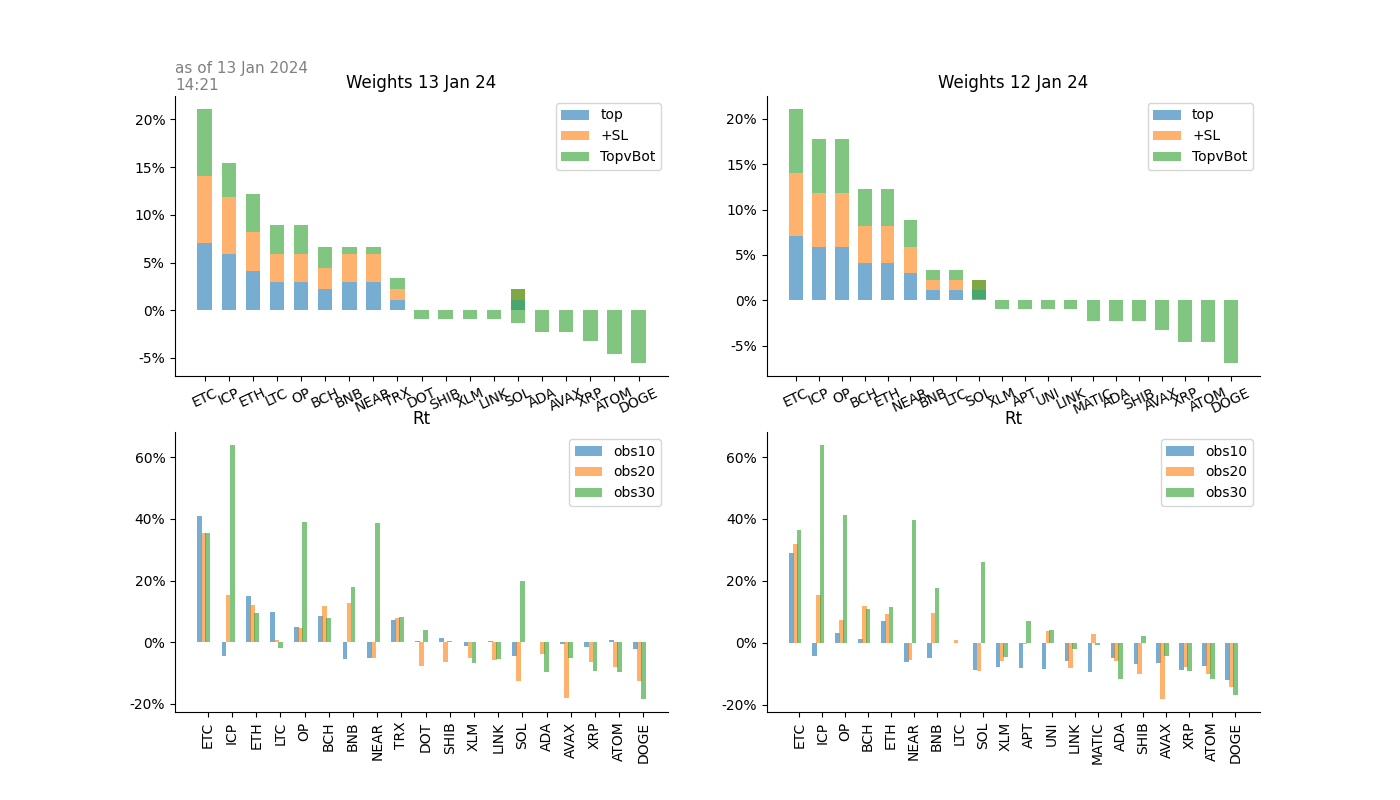 as of 13 Jan 2024
14:21
Weights 13 Jan 24
20%
15%
10%
5%
0%
-5%
top
+SL
TopvBot
ETC ICP ETH LTC OP BCH BNB NEAR TRX DOT SHIB XLM LINK SOL ADA AVAX XRP ATOM DOGE
Weights 12 Jan 24
20%
15%
10%
5%
0%
-5%
top
+SL
TopvBot
ETC ICP OP BCH ETH NEAR BNB LTC SOL XLM APT UNI LINK MATIC ADA SHIB AVAX XRP ATOM DOGE
Rt
60%
40%
20%
0%
-20%
obs10
obs20
obs30
ETC ICP ETH LTC OP BCH BNB NEAR TRX DOT SHIB XLM LINK SOL ADA AVAX XRP ATOM DOGE
Rt
60%
40%
20%
0%
-20%
obs10
obs20
obs30
ETC ICP OP BCH ETH NEAR BNB LTC SOL XLM APT UNI LINK MATIC ADA SHIB AVAX XRP ATOM DOGE